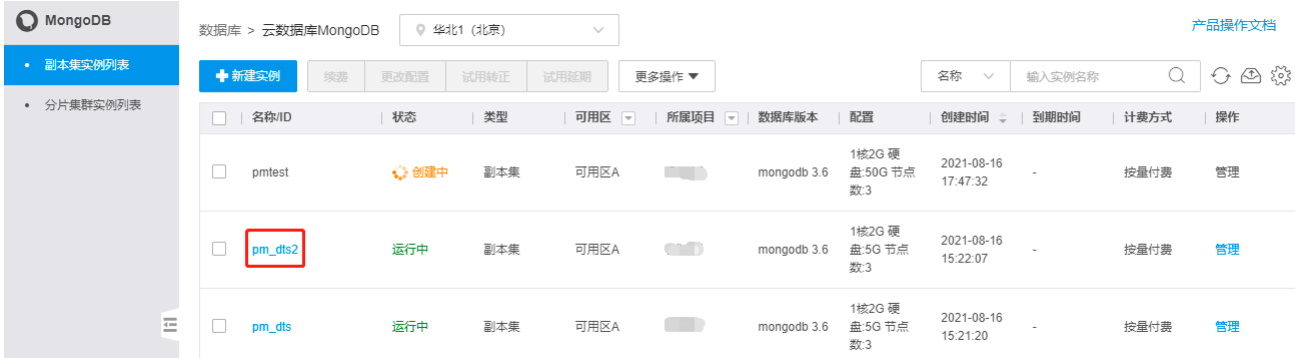 MongoDB
数据库 > 云数据库MongoDB
华北1 (北京)
产品操作文档
副本集实例列表
分片集群实例列表
新建实例
续费
更改配置
试用转正
试用延期
更多操作
名称
输入实例名称
名称/ID
状态
类型
可用区
所属项目
数据库版本
配置
创建时间
到期时间
计费方式
操作
pmtest
创建中
副本集
可用区A
mongodb 3.6
1核2G 硬
盘:50G 节点
数:3
2021-08-16
17:47:32
-
按量付费
管理
pm_dts2
运行中
副本集
可用区A
mongodb 3.6
1核2G 硬
盘:5G 节点
数:3
2021-08-16
15:22:07
-
按量付费
管理
pm_dts
运行中
副本集
可用区A
mongodb 3.6
1核2G 硬
盘:5G 节点
数:3
2021-08-16
15:21:20
-
按量付费
管理